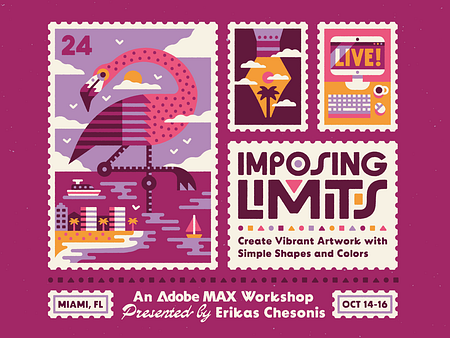 24
LIVE!
IMPOSING
LIMITS
Create Vibrant Artwork with
Simple Shapes and Colors
MIAMI, FL
An Adobe MAX Workshop
Presented by Erikas Chesonis
OCT 14-16